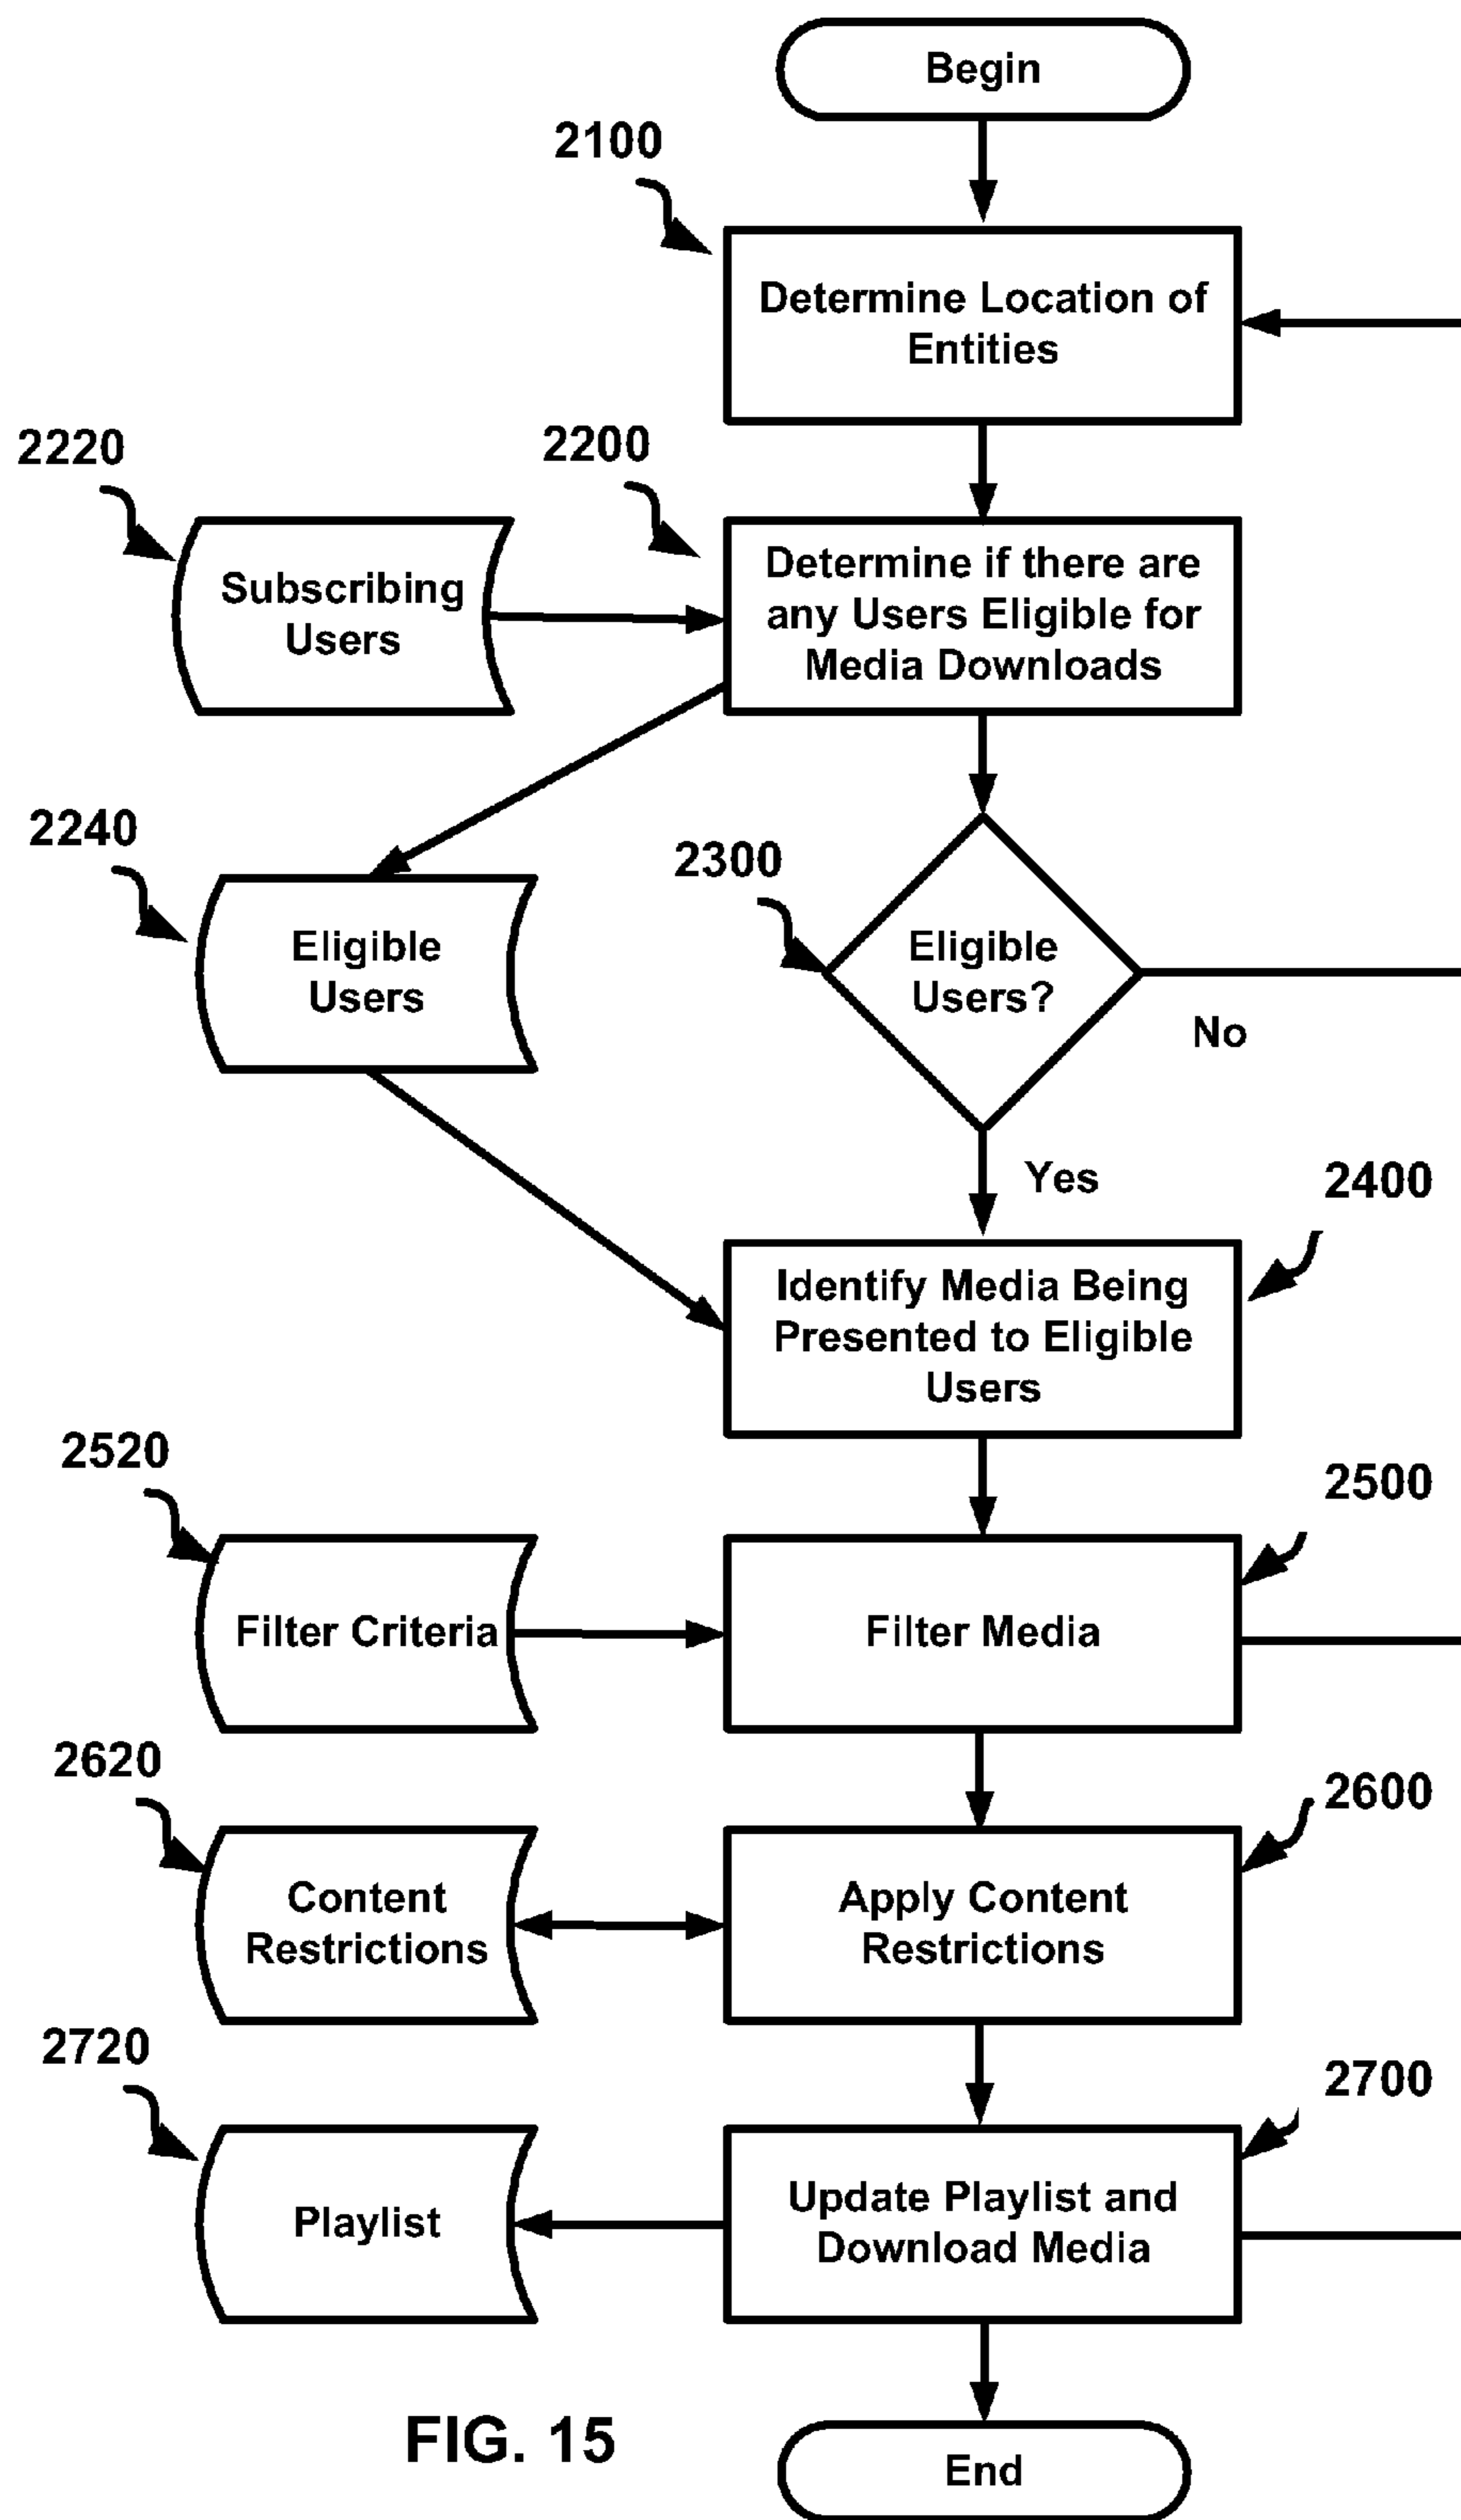 Begin
2100
Determine Location of
Entities
2220
2200
Subscribing
Users
Determine if there are
any Users Eligible for
Media Downloads
2240
2300
Eligible
Users
Eligible
Users?
No
Yes
2400
Identify Media Being
Presented to Eligible
Users
2520
2500
Filter Criteria
Filter Media
2620
2600
Content
Restrictions
Apply Content
Restrictions
2720
2700
Playlist
Update Playlist and
Download Media
FIG. 15
End